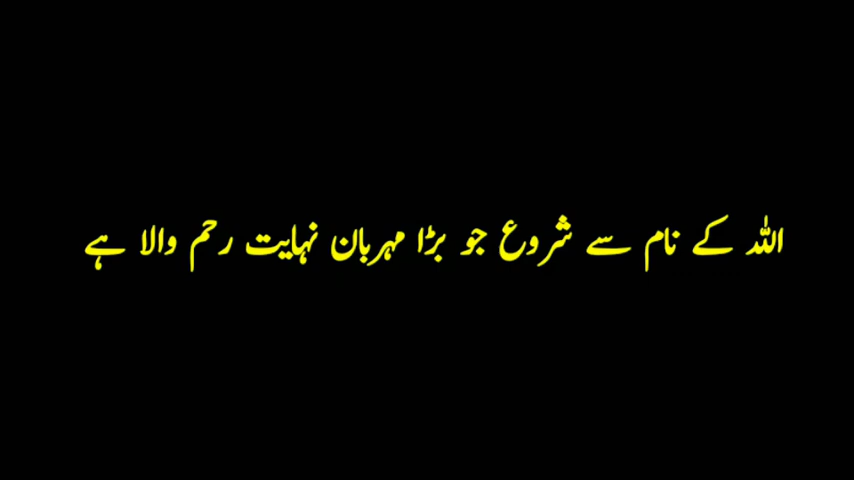 اللہ کے نام سے شروع جو بڑا مہربان نہایت رحم والا ہے